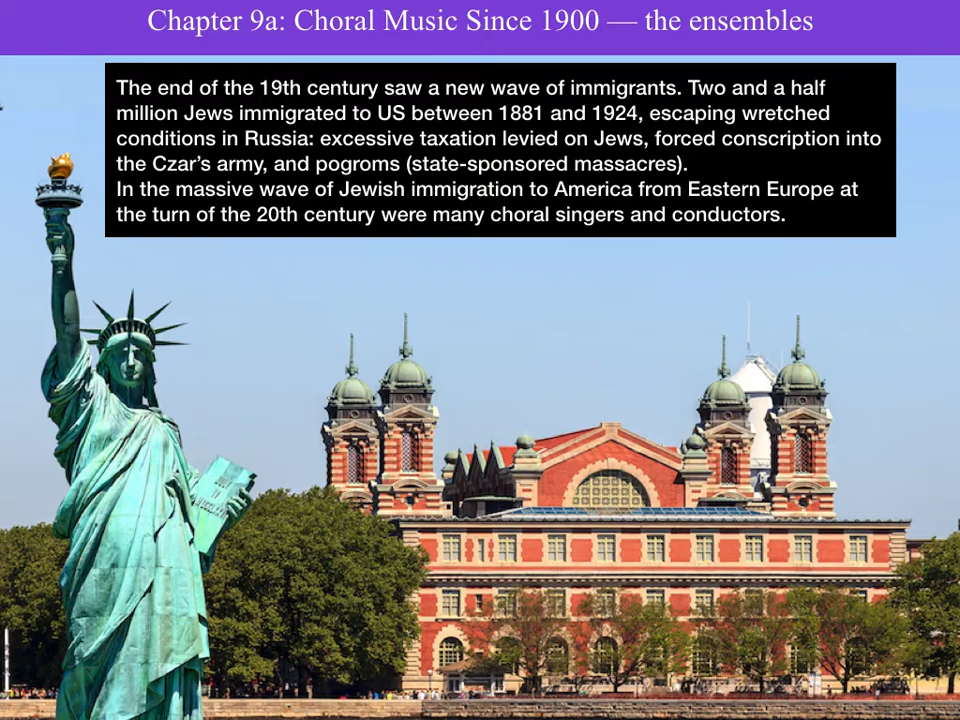 Chapter 9a: Choral Music Since 1900 — the ensembles
The end of the 19th century saw a new wave of immigrants. Two and a half
million Jews immigrated to US between 1881 and 1924, escaping wretched
conditions in Russia: excessive taxation levied on Jews, forced conscription into
the Czar’s army, and pogroms (state-sponsored massacres).
In the massive wave of Jewish immigration to America from Eastern Europe at
the turn of the 20th century were many choral singers and conductors.